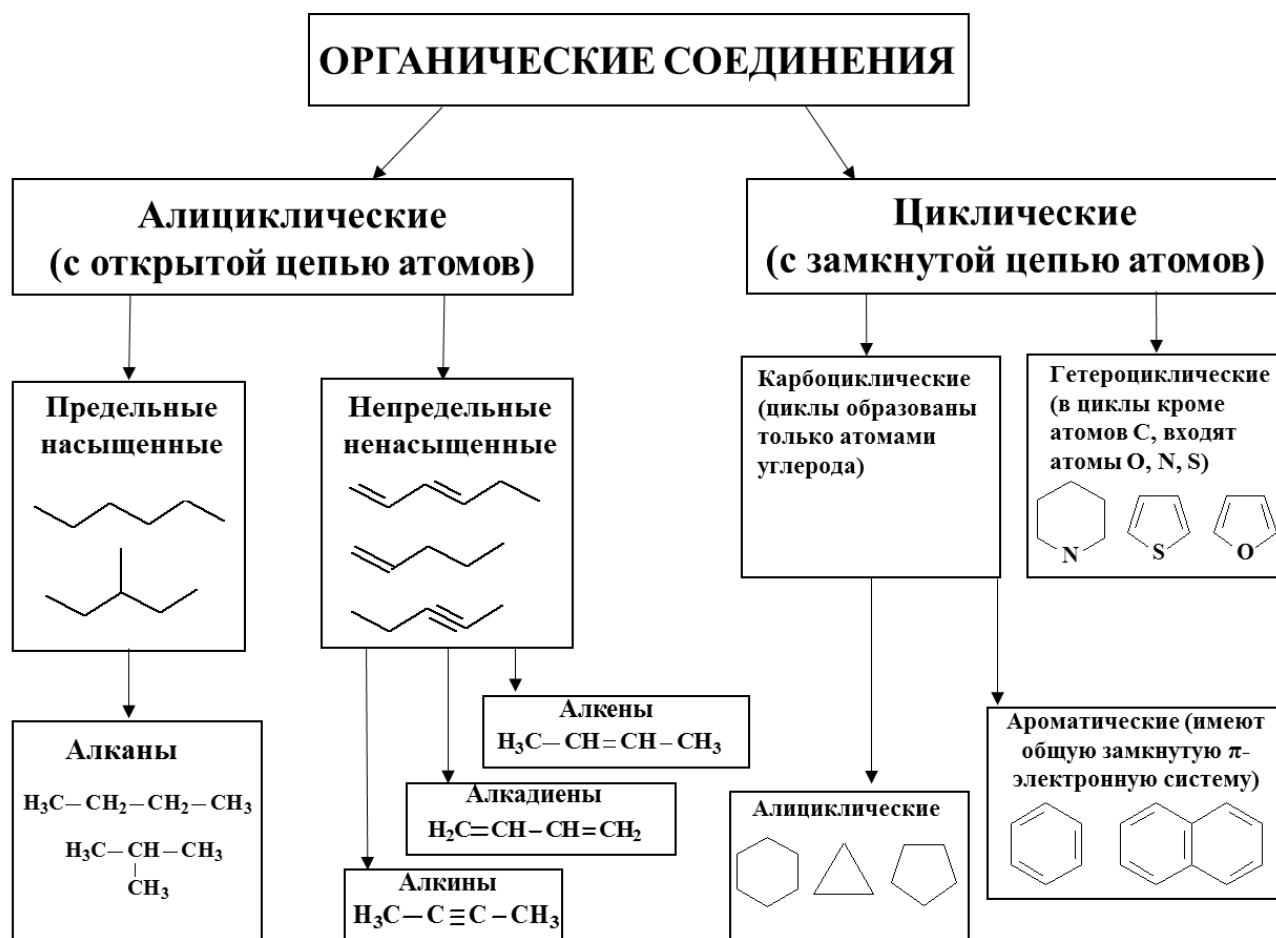 ОРГАНИЧЕСКИЕ СОЕДИНЕНИЯ
Алициклические
(с открытой цепью атомов)
Циклические
(с замкнутой цепью атомов)
Предельные
насыщенные
Непредельные
ненасыщенные
Карбоциклические
(циклы образованы
только атомами
углерода)
Гетероциклические
(в циклы кроме
атомов С, входят
атомы O, N, S)
N
S
O
Алканы
H₃C–CH₂–CH₂–CH₃
H₃C–CH–CH₃
CH₃
Алкены
H₃C–CH=CH–CH₃
Алкадиены
H₂C=CH–CH=CH₂
Алкины
H₃C–C≡C–CH₃
Алициклические
Ароматические (имеют
общую замкнутую π-
электронную систему)